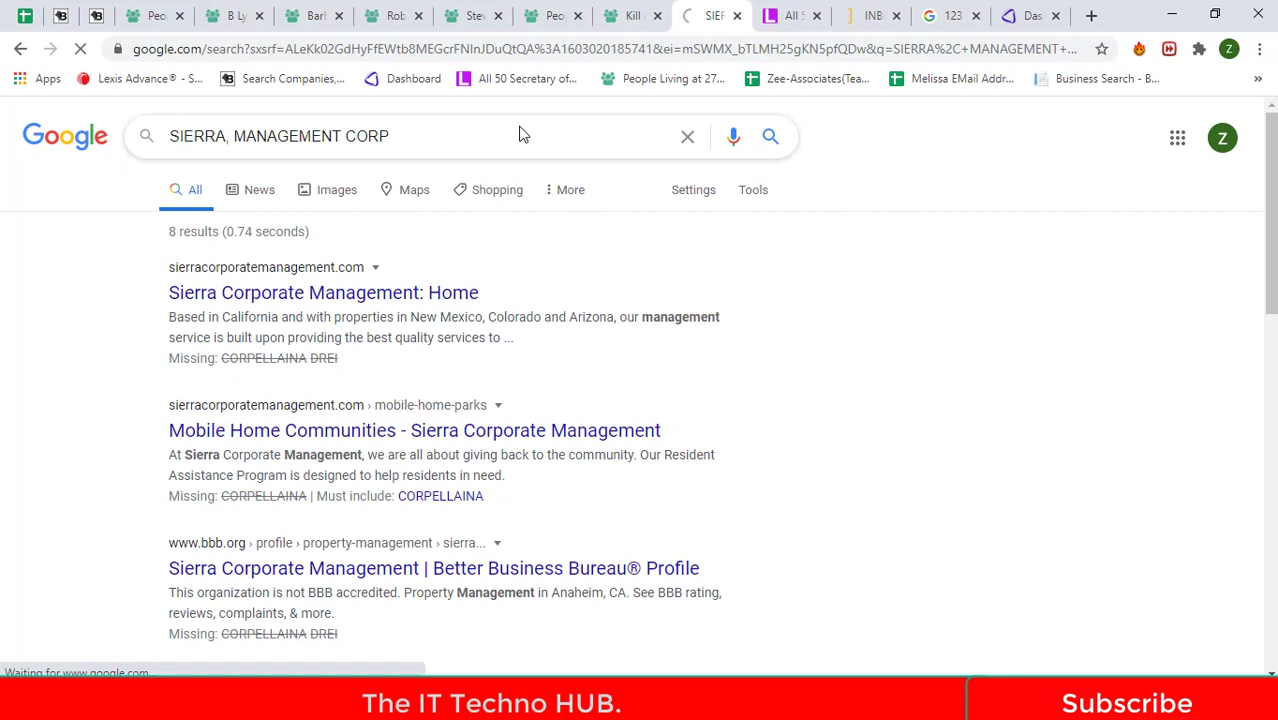 Peo
B Ly
Barb
Rob
Stev
Peo
Kill
SIER
All 5
INB
123
Das
google.com/search?sxsrf=ALeKk02GdHyFfEWtb8MEGcrFNInJDuQtQA%3A1603020185741&ei=mSWMX_bTLMH25gKN5pfQDw&q=SIERRA%2C+MANAGEMENT+...
Z
Apps
Lexis Advance® - S...
Search Companies,...
Dashboard
All 50 Secretary of...
People Living at 27...
Zee-Associates(Tea...
Melissa EMail Addr...
Business Search - B...
»
Google
SIERRA, MANAGEMENT CORP
Z
All
News
Images
Maps
Shopping
More
Settings
Tools
8 results (0.74 seconds)
sierracorporatemanagement.com
Sierra Corporate Management: Home
Based in California and with properties in New Mexico, Colorado and Arizona, our management
service is built upon providing the best quality services to ...
Missing: CORPELLAINA DREI
sierracorporatemanagement.com › mobile-home-parks
Mobile Home Communities - Sierra Corporate Management
At Sierra Corporate Management, we are all about giving back to the community. Our Resident
Assistance Program is designed to help residents in need.
Missing: CORPELLAINA | Must include: CORPELLAINA
www.bbb.org › profile › property-management › sierra...
Sierra Corporate Management | Better Business Bureau® Profile
This organization is not BBB accredited. Property Management in Anaheim, CA. See BBB rating,
reviews, complaints, & more.
Missing: CORPELLAINA DREI
Waiting for www.google.com...
The IT Techno HUB.
Subscribe